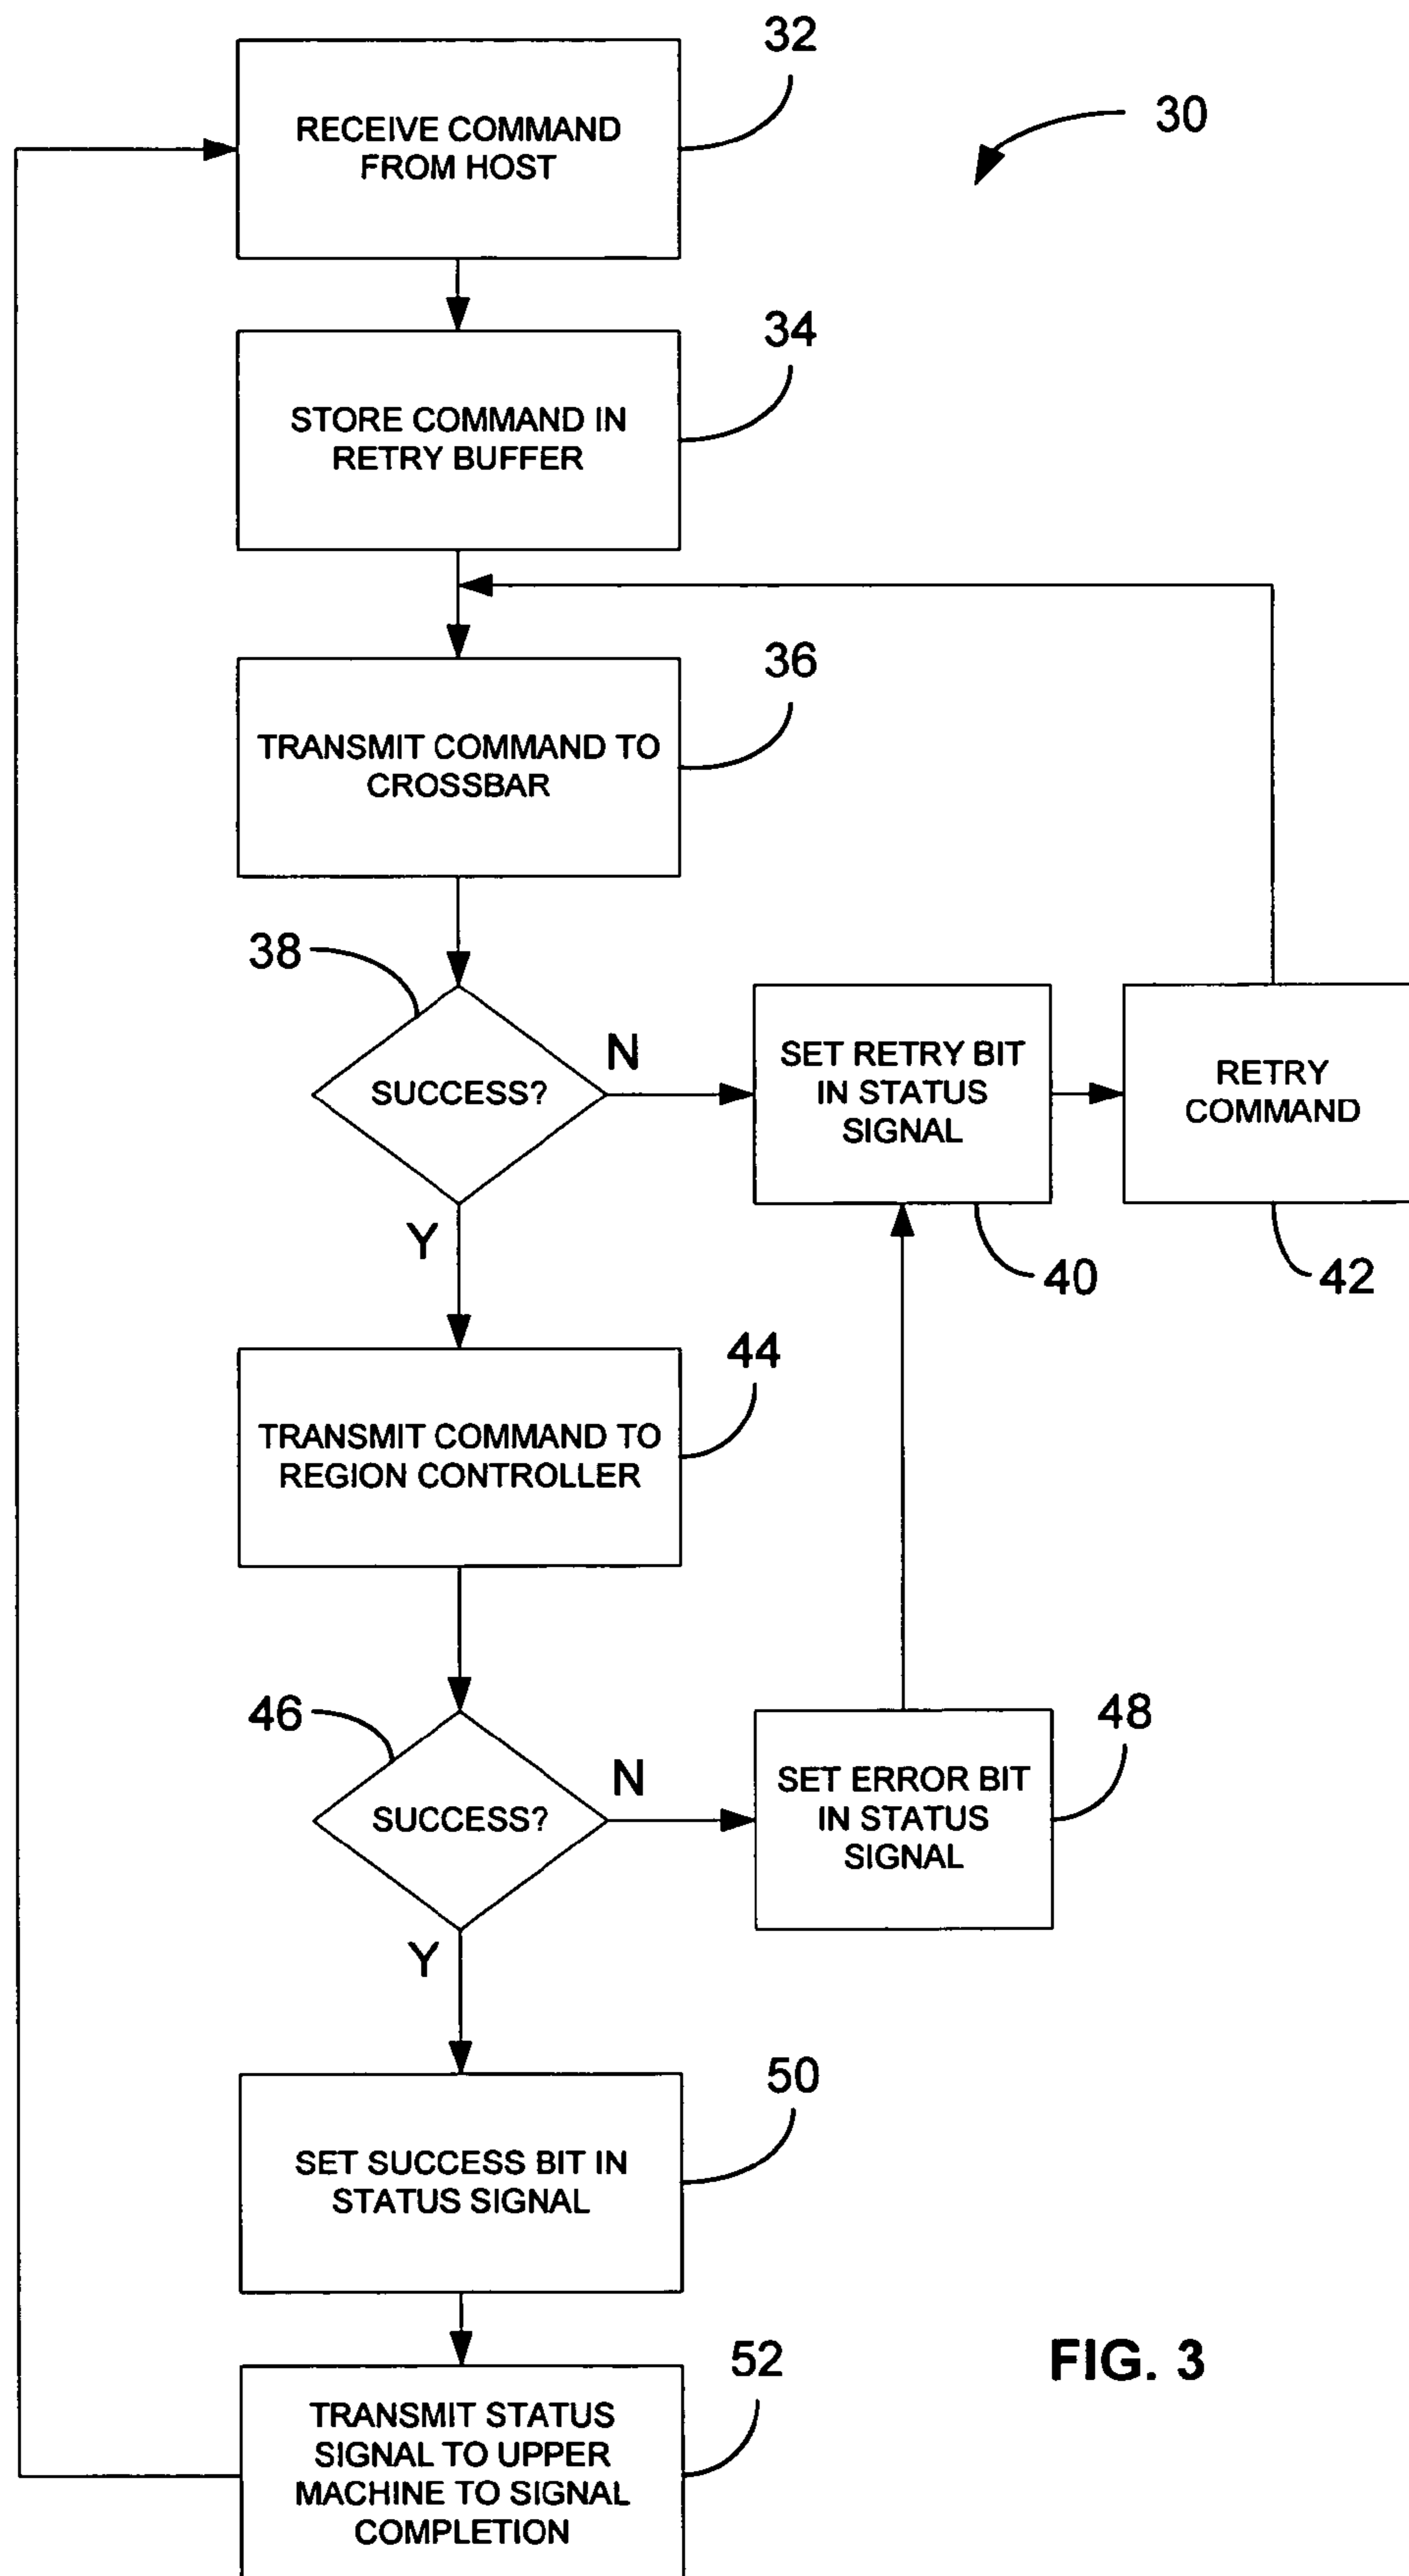 32
30
RECEIVE COMMAND
FROM HOST
34
STORE COMMAND IN
RETRY BUFFER
36
TRANSMIT COMMAND TO
CROSSBAR
38
SUCCESS?
N
Y
SET RETRY BIT
IN STATUS
SIGNAL
40
RETRY
COMMAND
42
44
TRANSMIT COMMAND TO
REGION CONTROLLER
46
SUCCESS?
N
Y
48
SET ERROR BIT
IN STATUS
SIGNAL
50
SET SUCCESS BIT IN
STATUS SIGNAL
52
TRANSMIT STATUS
SIGNAL TO UPPER
MACHINE TO SIGNAL
COMPLETION
FIG. 3